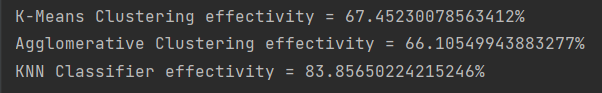 K-Means Clustering effectivity = 67.45230078563412%
Agglomerative Clustering effectivity = 66.10549943883277%
KNN Classifier effectivity = 83.85650224215246%